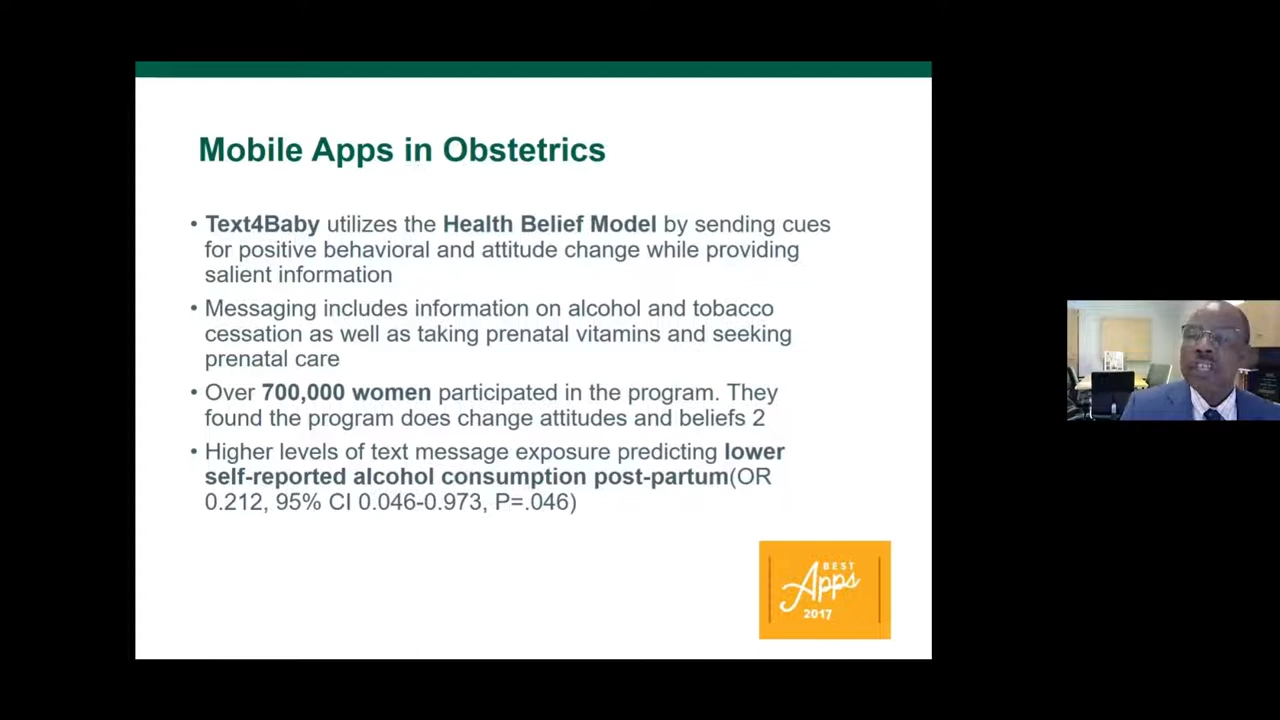 Mobile Apps in Obstetrics
• Text4Baby utilizes the Health Belief Model by sending cues
for positive behavioral and attitude change while providing
salient information
• Messaging includes information on alcohol and tobacco
cessation as well as taking prenatal vitamins and seeking
prenatal care
• Over 700,000 women participated in the program. They
found the program does change attitudes and beliefs 2
• Higher levels of text message exposure predicting lower
self-reported alcohol consumption post-partum(OR
0.212, 95% CI 0.046-0.973, P=.046)
BEST
Apps
2017